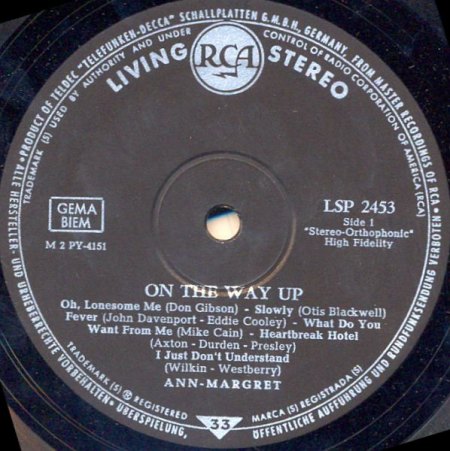 ✶ PRODUCT OF TELDEC "TELEFUNKEN-DECCA" SCHALLPLATTEN G.M.B.H., GERMANY, FROM MASTER RECORDINGS OF RCA ✶
TRADEMARK (S) USED BY AUTHORITY AND UNDER CONTROL OF RADIO CORPORATION OF AMERICA (RCA)
LIVING RCA STEREO
GEMA
BIEM
M 2 PY-4151
LSP 2453
Side 1
"Stereo-Orthophonic"
High Fidelity
ON THE WAY UP
Oh, Lonesome Me (Don Gibson) - Slowly (Otis Blackwell)
Fever (John Davenport - Eddie Cooley) - What Do You
Want From Me (Mike Cain) - Heartbreak Hotel
(Axton - Durden - Presley)
I Just Don't Understand
(Wilkin - Westberry)
ANN-MARGRET
TRADEMARK (S) ® REGISTERED
MARCA (S) REGISTRADA (S)
33
ALLE HERSTELLER- UND URHEBERRECHTE VORBEHALTEN · ÜBERSPIELUNG, ÖFFENTLICHE AUFFÜHRUNG UND RUNDFUNKSENDUNG VERBOTEN